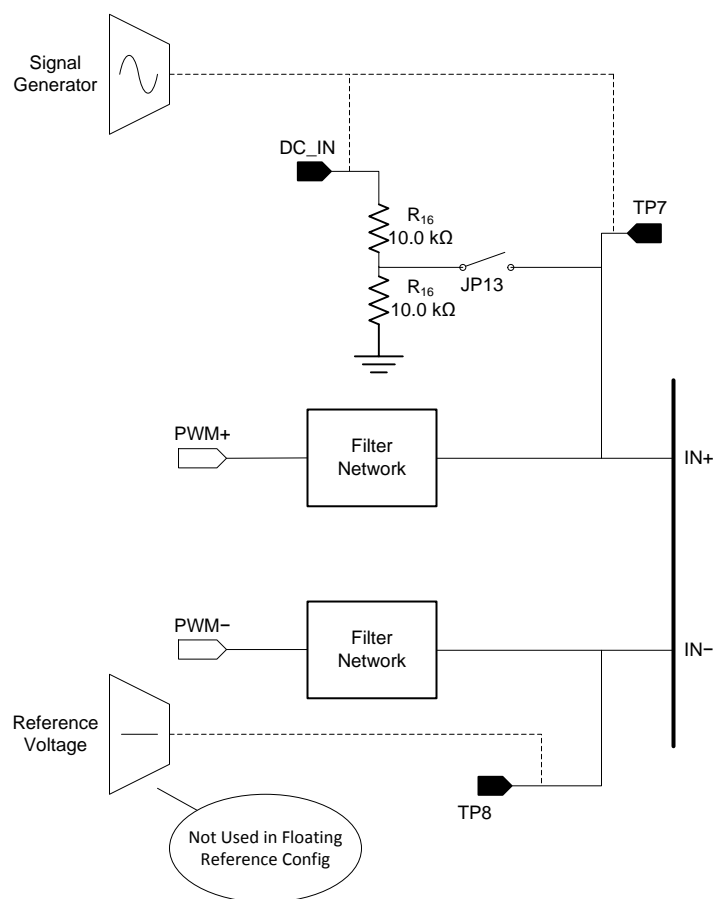 Signal
Generator
DC_IN
TP7
R16
10.0 kΩ
JP13
R16
10.0 kΩ
PWM+
Filter
Network
IN+
PWM−
Filter
Network
IN−
Reference
Voltage
TP8
Not Used in Floating
Reference Config